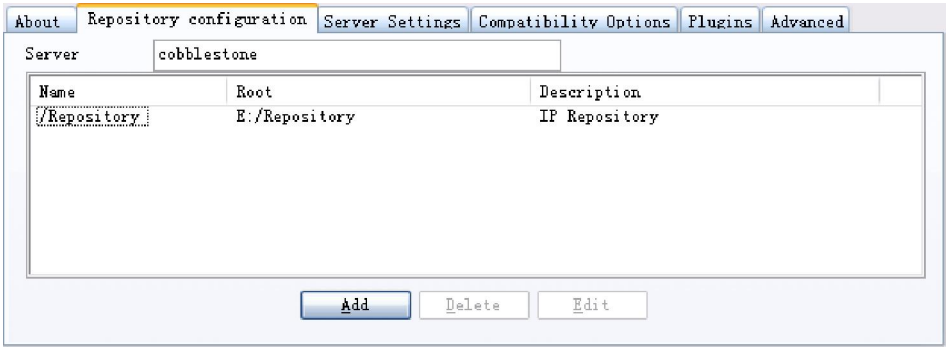 About Repository configuration Server Settings Compatibility Options Plugins Advanced
Server cobblestone
Name Root Description
/Repository E:/Repository IP Repository
Add Delete Edit